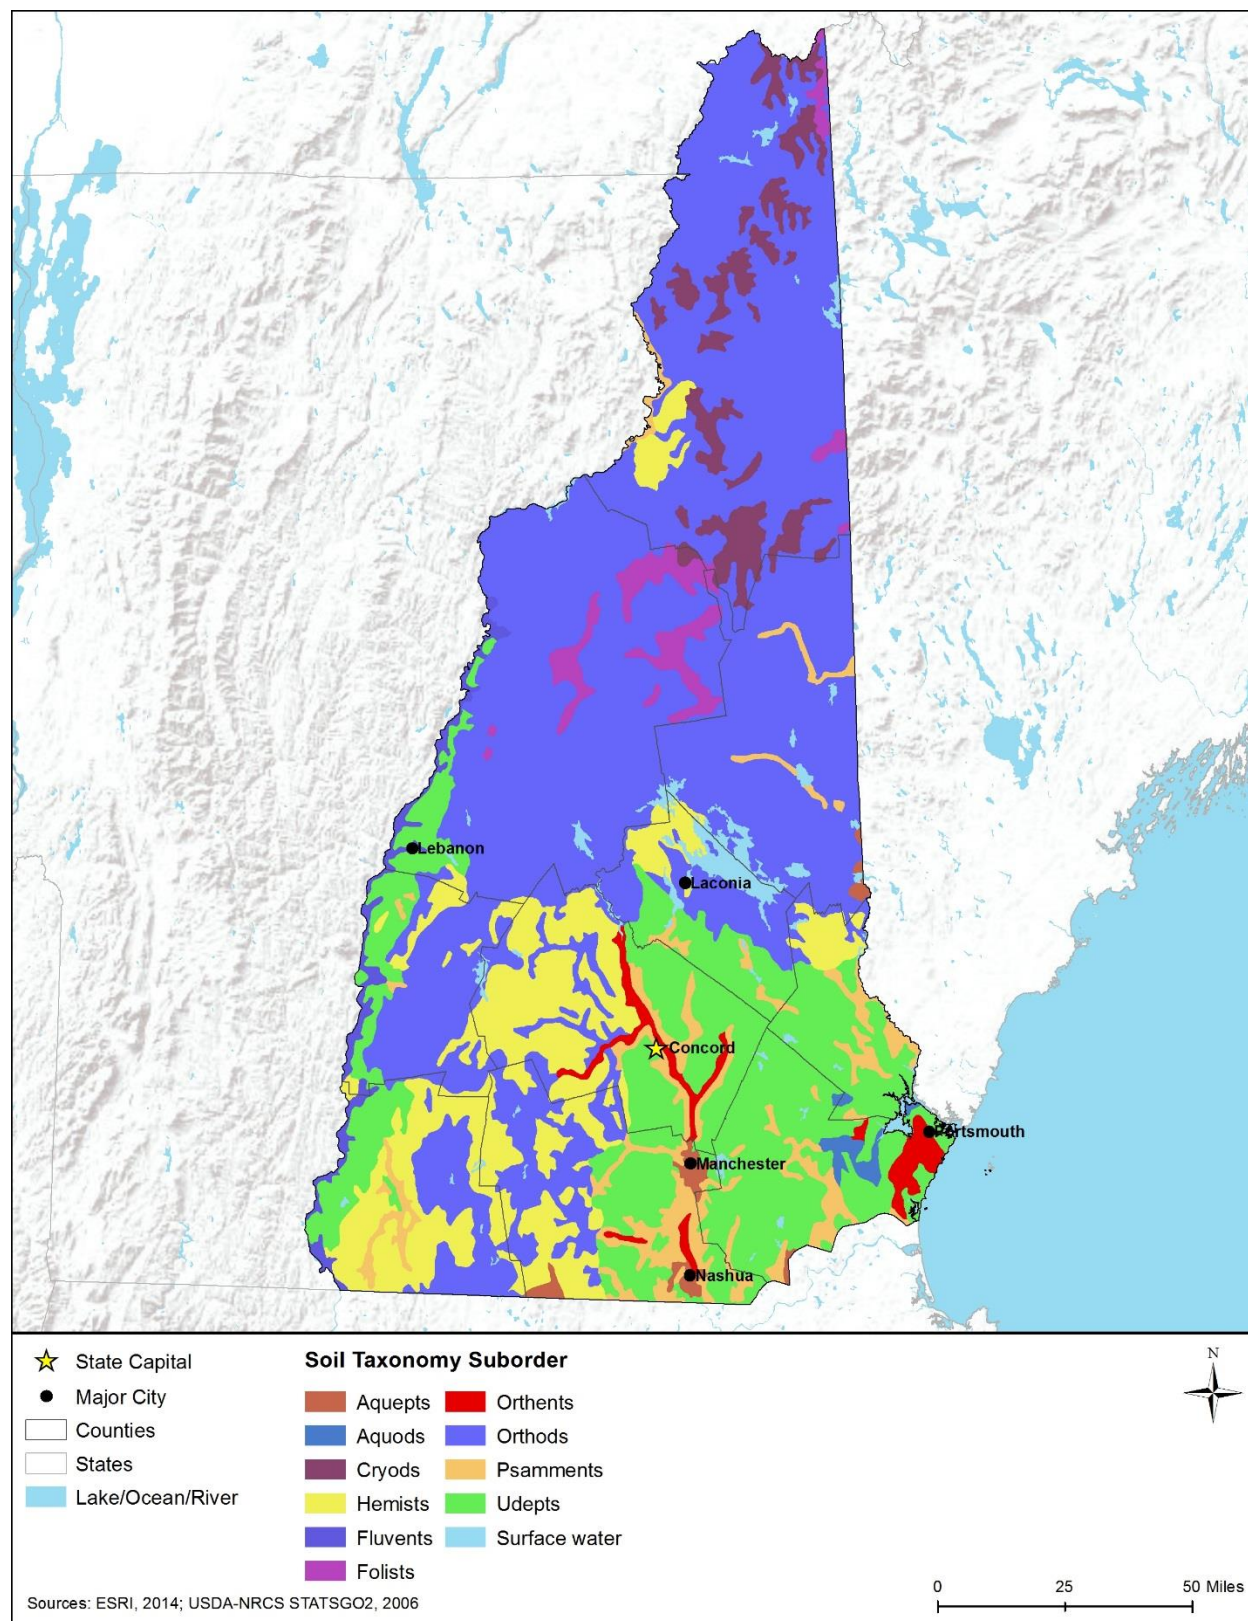 Lebanon
Laconia
Concord
Portsmouth
Manchester
Nashua
State Capital
Major City
Counties
States
Lake/Ocean/River
Soil Taxonomy Suborder
Aquepts
Aquods
Cryods
Hemists
Fluvents
Folists
Orthents
Orthods
Psamments
Udepts
Surface water
N
0 25 50 Miles
Sources: ESRI, 2014; USDA-NRCS STATSGO2, 2006